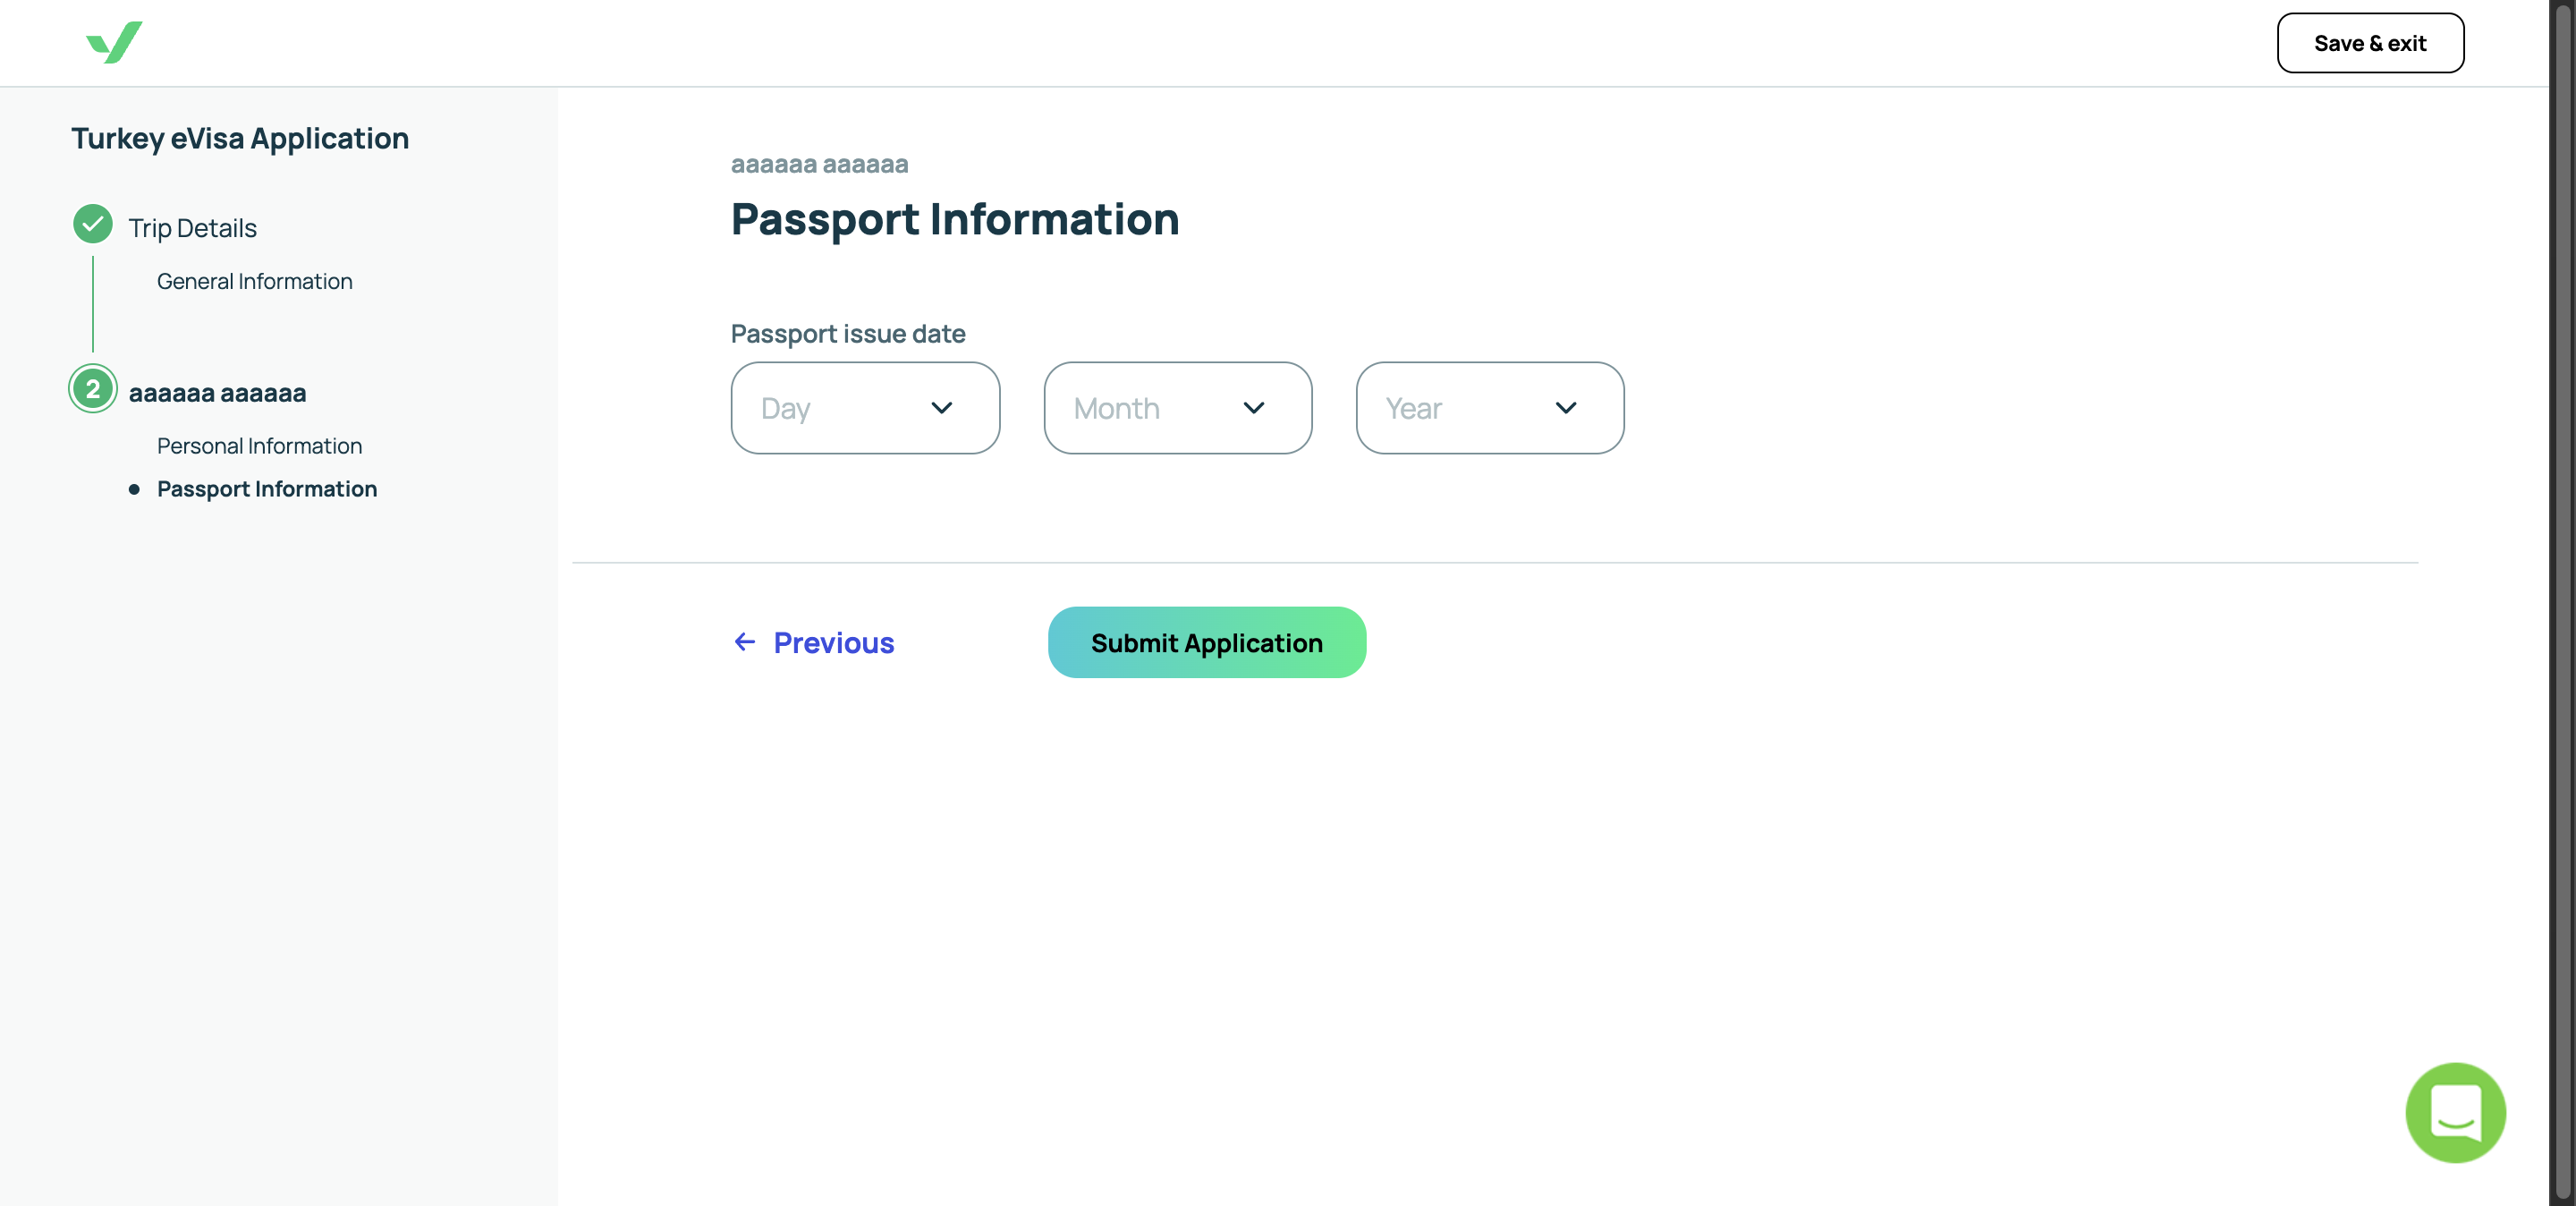 Save & exit
Turkey eVisa Application
Trip Details
General Information
2 aaaaaa aaaaaa
Personal Information
Passport Information
aaaaaa aaaaaa
Passport Information
Passport issue date
Day Month Year
Previous Submit Application